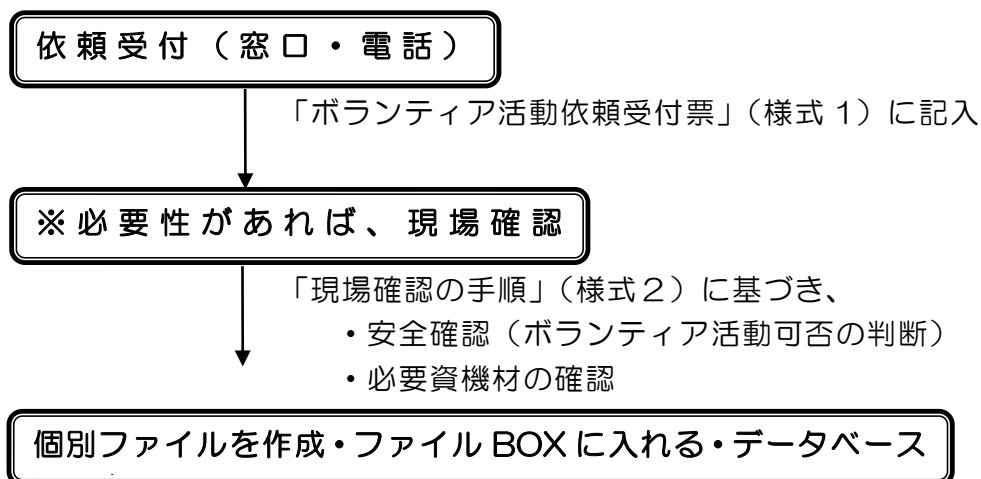 依頼受付（窓口・電話）
「ボランティア活動依頼受付票」（様式 1）に記入
※必要性があれば、現場確認
「現場確認の手順」（様式２）に基づき、
・安全確認（ボランティア活動可否の判断）
・必要資機材の確認
個別ファイルを作成・ファイル BOX に入れる・データベース